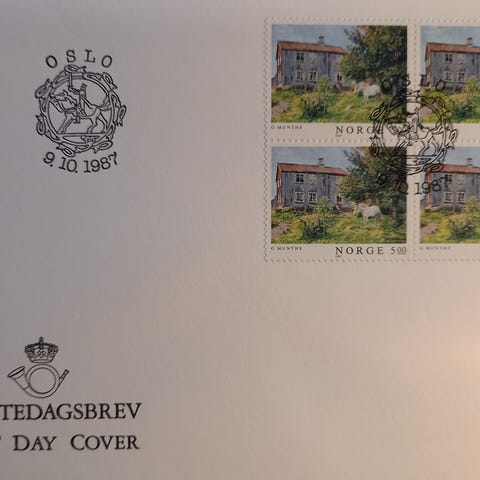 OSLO
9.10.1987
G. MUNTHE NORGE
OSLO
9.10.1987
G. MUNTHE NORGE 5.00
G. MUNTHE
TEDAGSBREV
DAY COVER